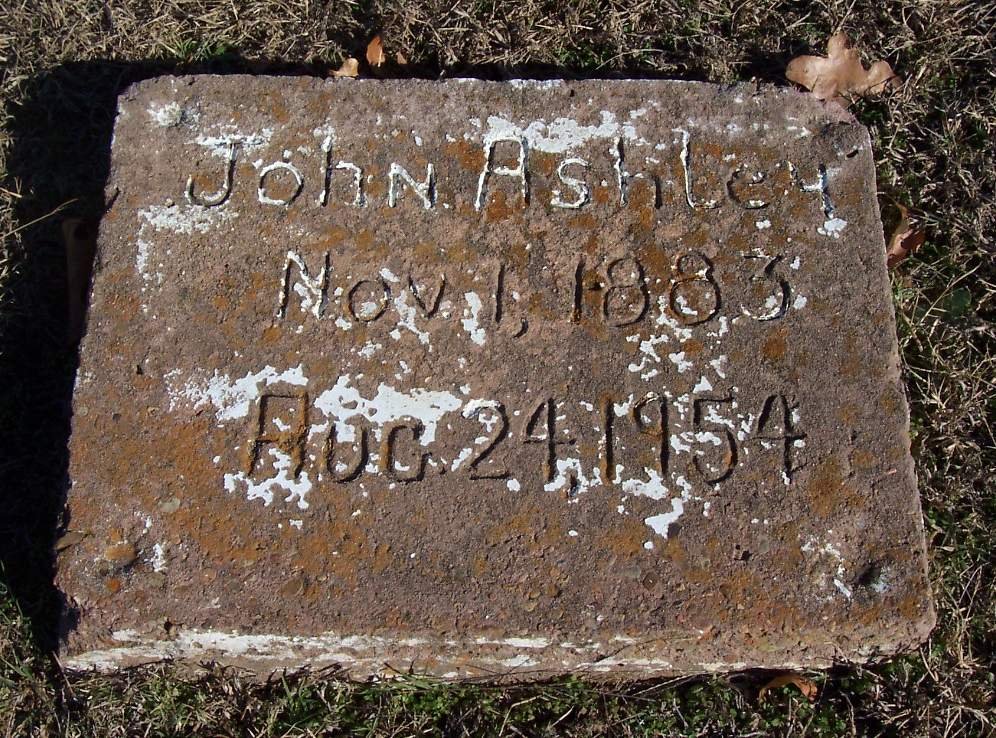 John Ashley
Nov 1, 1883
Aug. 24, 1954